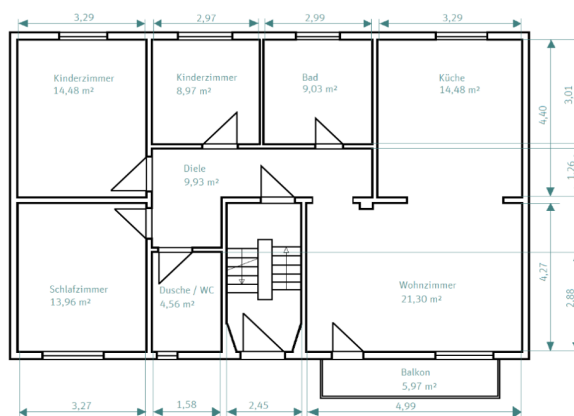 3,29
2,97
2,99
3,29
Kinderzimmer
14,48 m²
Kinderzimmer
8,97 m²
Bad
9,03 m²
Küche
14,48 m²
3,01
4,40
1,26
Diele
9,93 m²
Schlafzimmer
13,96 m²
Dusche / WC
4,56 m²
Wohnzimmer
21,30 m²
4,27
2,88
Balkon
5,97 m²
3,27
1,58
2,45
4,99